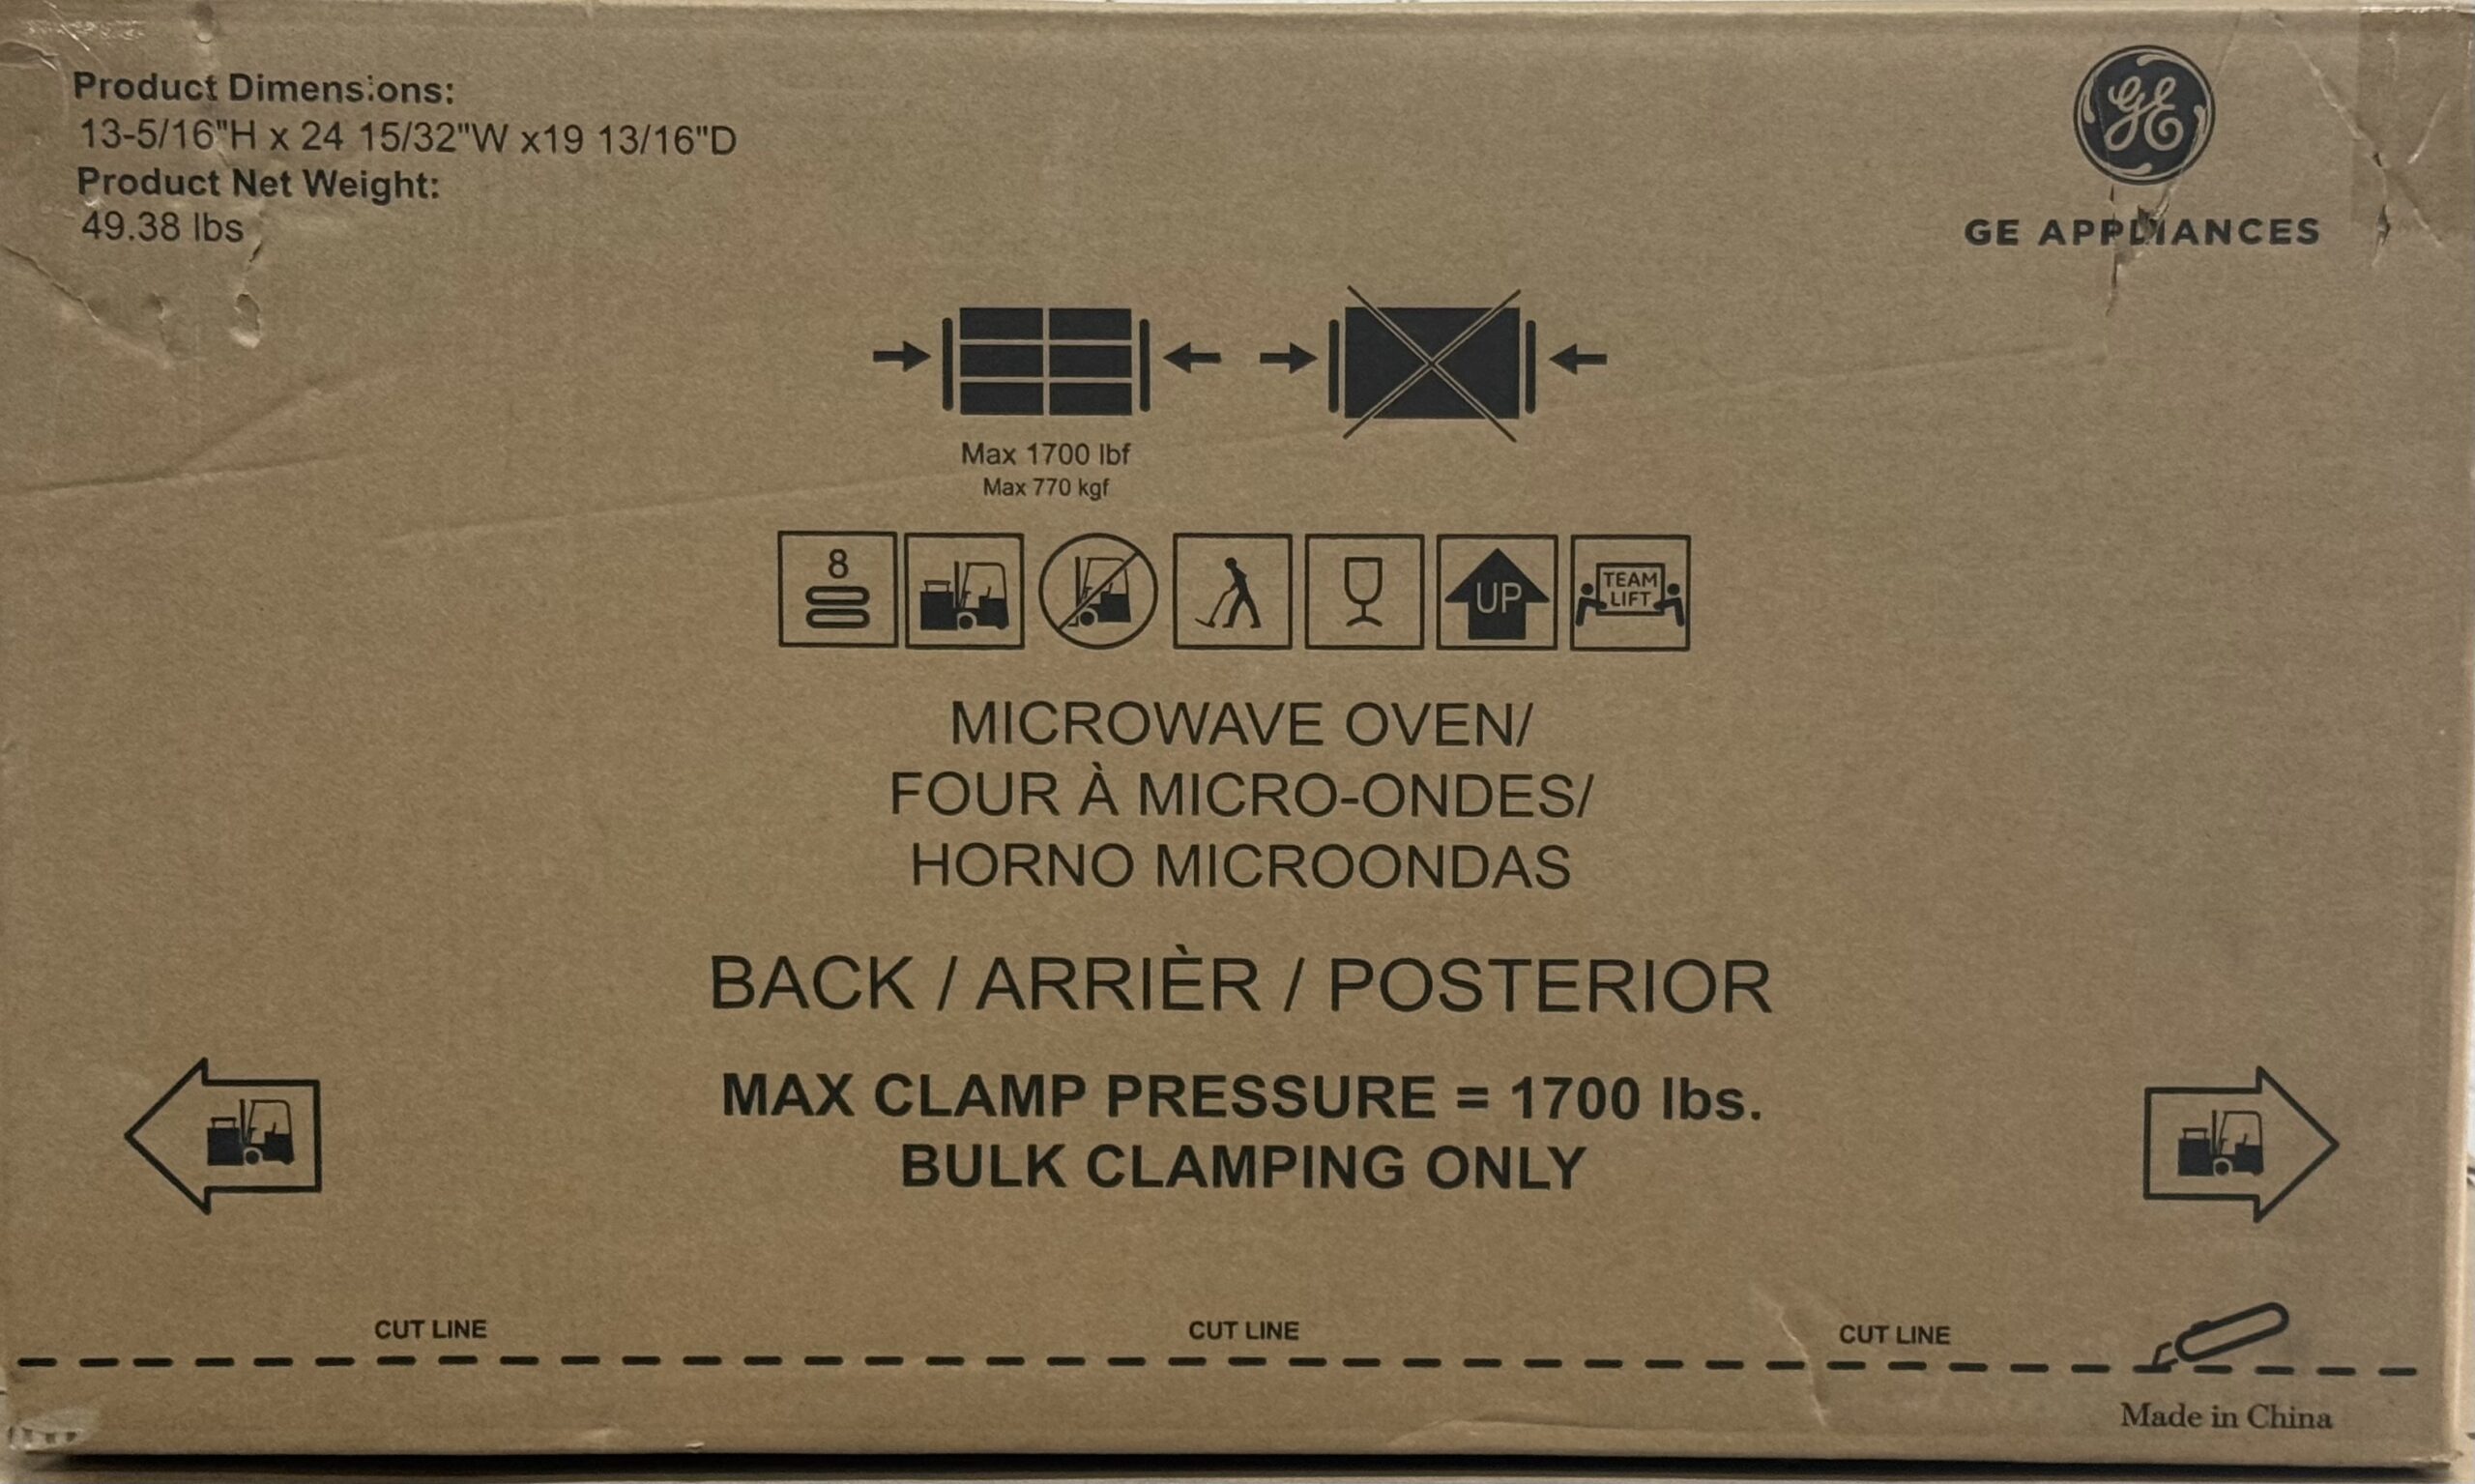 Product Dimensions:
13-5/16"H x 24 15/32"W x19 13/16"D
Product Net Weight:
49.38 lbs
GE
GE APPLIANCES
Max 1700 lbf
Max 770 kgf
8
UP
TEAM
LIFT
MICROWAVE OVEN/
FOUR À MICRO-ONDES/
HORNO MICROONDAS
BACK / ARRIÈR / POSTERIOR
MAX CLAMP PRESSURE = 1700 lbs.
BULK CLAMPING ONLY
CUT LINE
CUT LINE
CUT LINE
Made in China